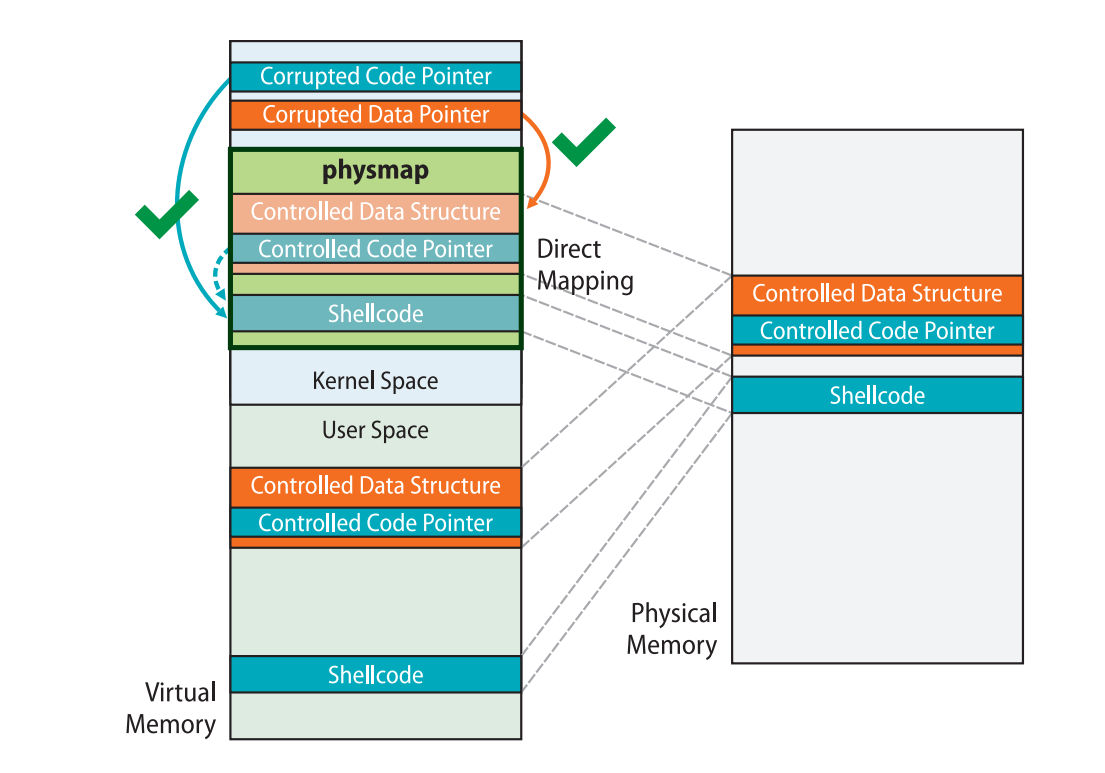 Corrupted Code Pointer
Corrupted Data Pointer
physmap
Controlled Data Structure
Controlled Code Pointer
Shellcode
Kernel Space
User Space
Controlled Data Structure
Controlled Code Pointer
Shellcode
Virtual
Memory
Direct
Mapping
Controlled Data Structure
Controlled Code Pointer
Shellcode
Physical
Memory